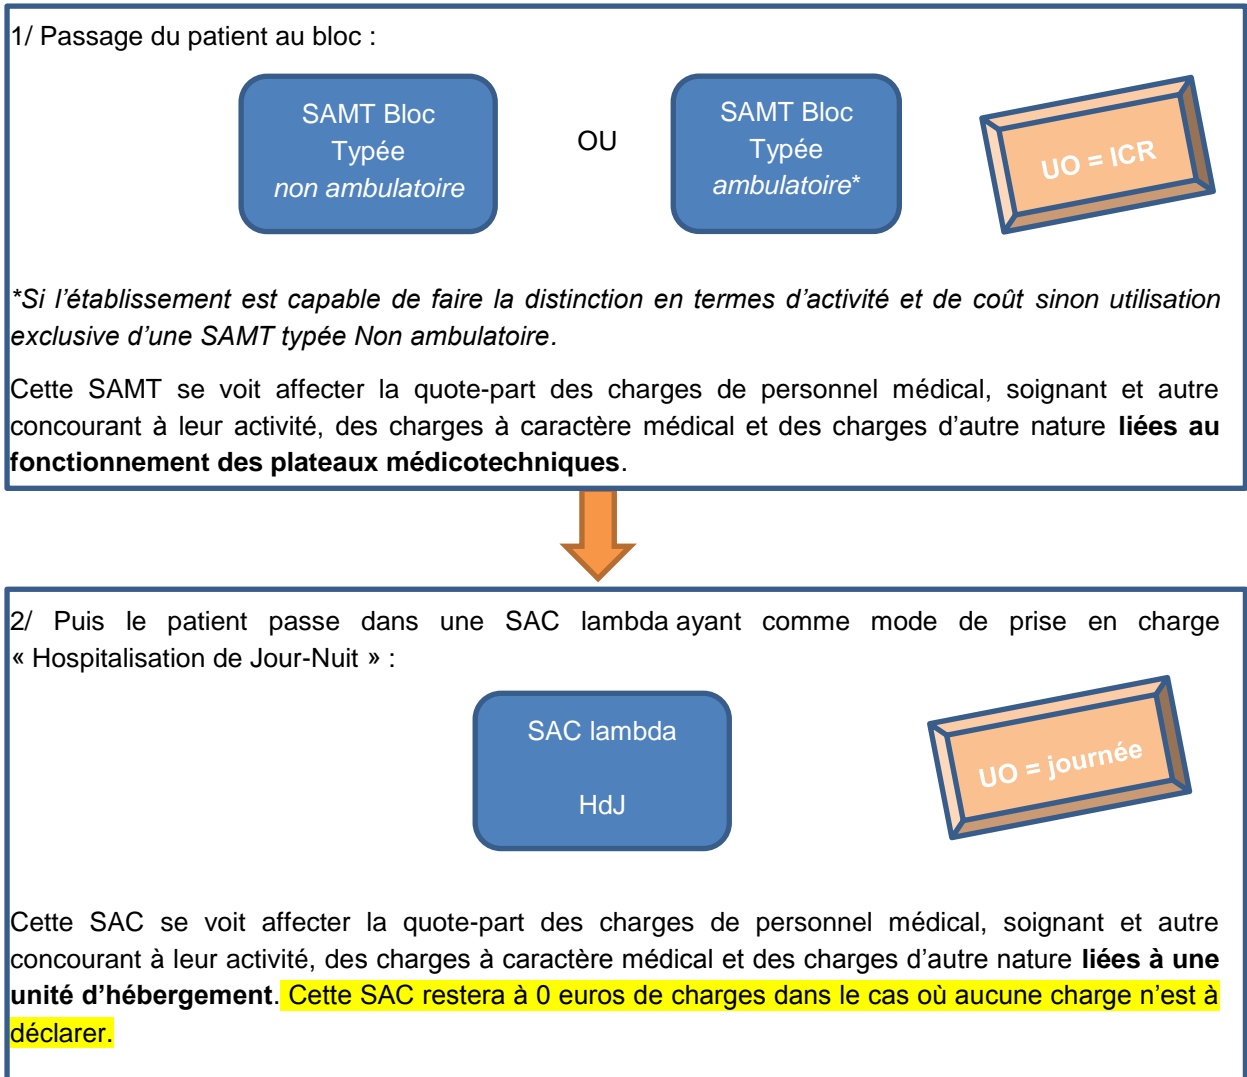 1/ Passage du patient au bloc :
SAMT Bloc
Typée
non ambulatoire
OU
SAMT Bloc
Typée
ambulatoire*
UO = ICR
*Si l’établissement est capable de faire la distinction en termes d’activité et de coût sinon utilisation
exclusive d’une SAMT typée Non ambulatoire.
Cette SAMT se voit affecter la quote-part des charges de personnel médical, soignant et autre
concourant à leur activité, des charges à caractère médical et des charges d’autre nature liées au
fonctionnement des plateaux médicotechniques.
2/ Puis le patient passe dans une SAC lambda ayant comme mode de prise en charge
« Hospitalisation de Jour-Nuit » :
SAC lambda
HdJ
UO = journée
Cette SAC se voit affecter la quote-part des charges de personnel médical, soignant et autre
concourant à leur activité, des charges à caractère médical et des charges d’autre nature liées à une
unité d’hébergement. Cette SAC restera à 0 euros de charges dans le cas où aucune charge n’est à
déclarer.